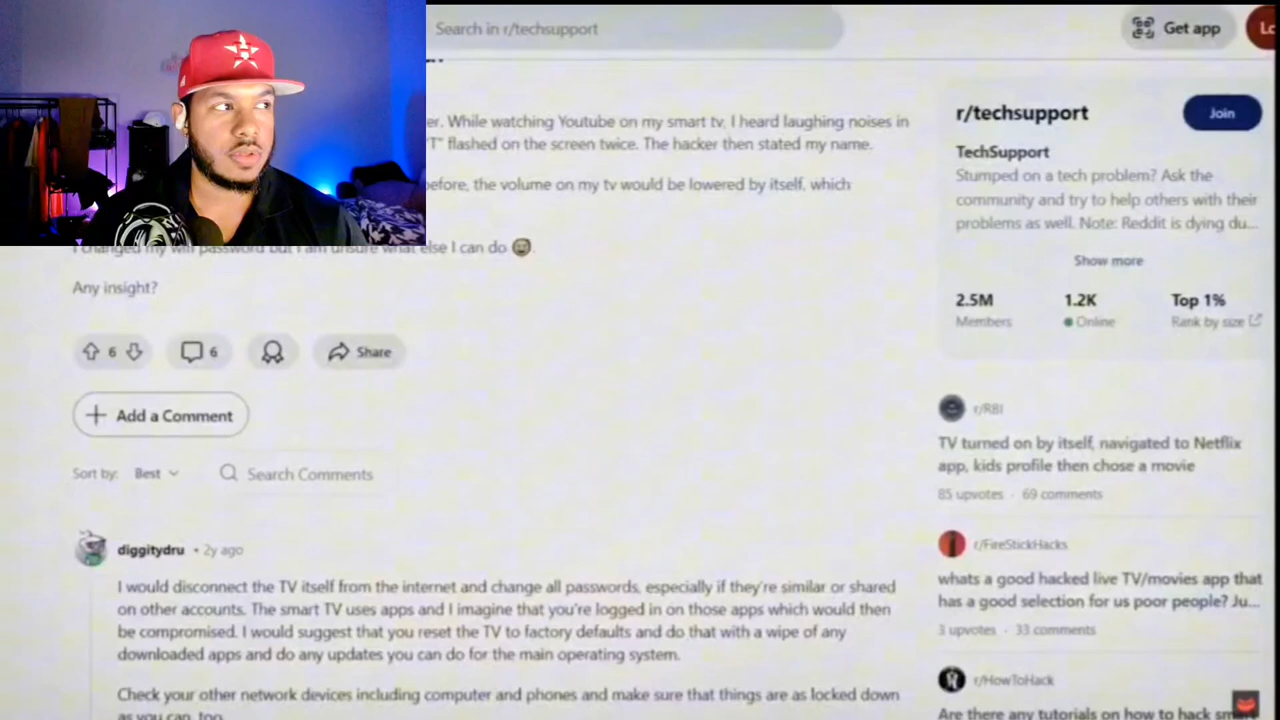 Search in r/techsupport
Get app
er. While watching Youtube on my smart tv, I heard laughing noises in
T" flashed on the screen twice. The hacker then stated my name.
before, the volume on my tv would be lowered by itself, which
I changed my wifi password but I am unsure what else I can do
Any insight?
6
6
Share
Add a Comment
Sort by: Best
Search Comments
diggitydru • 2y ago
I would disconnect the TV itself from the internet and change all passwords, especially if they're similar or shared
on other accounts. The smart TV uses apps and I imagine that you're logged in on those apps which would then
be compromised. I would suggest that you reset the TV to factory defaults and do that with a wipe of any
downloaded apps and do any updates you can do for the main operating system.
Check your other network devices including computer and phones and make sure that things are as locked down
as you can, too.
r/techsupport
Join
TechSupport
Stumped on a tech problem? Ask the
community and try to help others with their
problems as well. Note: Reddit is dying du...
Show more
2.5M
Members
1.2K
Online
Top 1%
Rank by size
r/RBI
TV turned on by itself, navigated to Netflix
app, kids profile then chose a movie
85 upvotes · 69 comments
r/FireStickHacks
whats a good hacked live TV/movies app that
has a good selection for us poor people? Ju...
3 upvotes · 33 comments
r/HowToHack
Are there any tutorials on how to hack smart